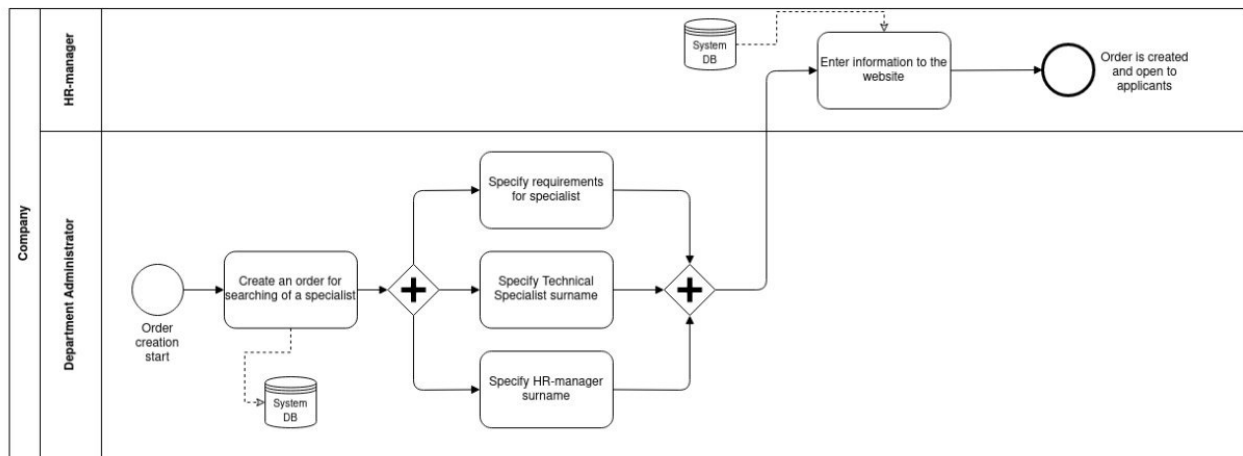 Company
HR-manager
System
DB
Enter information to the
website
Order is created
and open to
applicants
Department Administrator
Order
creation
start
Create an order for
searching of a specialist
System
DB
Specify requirements
for specialist
Specify Technical
Specialist surname
Specify HR-manager
surname